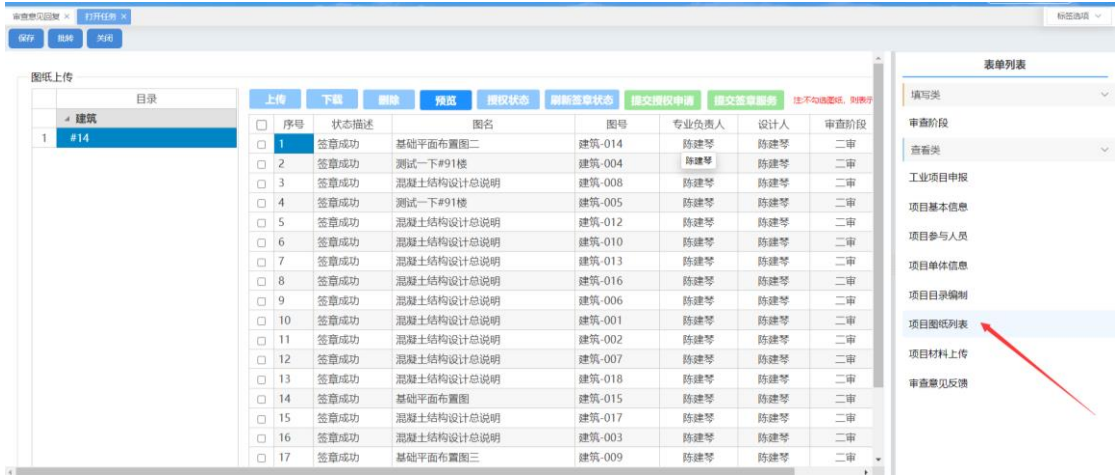 审查意见回复 ×
打开任务 ×
标签选项
保存
批转
关闭
图纸上传
目录
建筑
1 #14
上传
下载
删除
预览
授权状态
刷新签章状态
提交授权申请
提交签章服务
注:不勾选图纸，则表示
序号 状态描述 图名 图号 专业负责人 设计人 审查阶段
1 签章成功 基础平面布置图二 建筑-014 陈建琴 陈建琴 二审
2 签章成功 测试一下#91楼 建筑-004 陈建琴 陈建琴 二审
3 签章成功 混凝土结构设计总说明 建筑-008 陈建琴 陈建琴 二审
4 签章成功 测试一下#91楼 建筑-005 陈建琴 陈建琴 二审
5 签章成功 混凝土结构设计总说明 建筑-012 陈建琴 陈建琴 二审
6 签章成功 混凝土结构设计总说明 建筑-010 陈建琴 陈建琴 二审
7 签章成功 混凝土结构设计总说明 建筑-013 陈建琴 陈建琴 二审
8 签章成功 混凝土结构设计总说明 建筑-016 陈建琴 陈建琴 二审
9 签章成功 混凝土结构设计总说明 建筑-006 陈建琴 陈建琴 二审
10 签章成功 混凝土结构设计总说明 建筑-001 陈建琴 陈建琴 二审
11 签章成功 混凝土结构设计总说明 建筑-002 陈建琴 陈建琴 二审
12 签章成功 混凝土结构设计总说明 建筑-007 陈建琴 陈建琴 二审
13 签章成功 混凝土结构设计总说明 建筑-018 陈建琴 陈建琴 二审
14 签章成功 基础平面布置图 建筑-015 陈建琴 陈建琴 二审
15 签章成功 混凝土结构设计总说明 建筑-017 陈建琴 陈建琴 二审
16 签章成功 混凝土结构设计总说明 建筑-003 陈建琴 陈建琴 二审
17 签章成功 基础平面布置图三 建筑-009 陈建琴 陈建琴 二审
表单列表
填写类
审查阶段
查看类
工业项目申报
项目基本信息
项目参与人员
项目单体信息
项目目录编制
项目图纸列表
项目材料上传
审查意见反馈